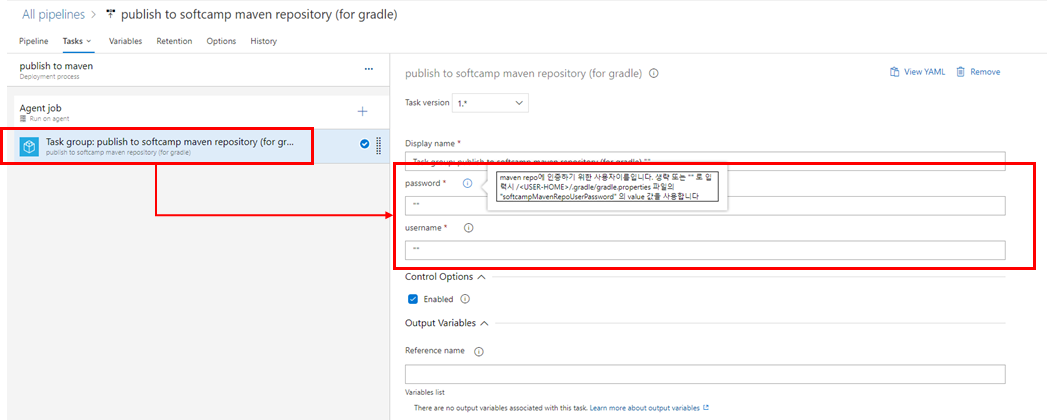 All pipelines > publish to softcamp maven repository (for gradle)
Pipeline Tasks Variables Retention Options History
publish to maven
Deployment process
Agent job
Run on agent
Task group: publish to softcamp maven repository (for gr...
publish to softcamp maven repository (for gradle)
publish to softcamp maven repository (for gradle)
View YAML
Remove
Task version 1.*
Display name *
Task group: publish to softcamp maven repository (for gradle) ""
password *
maven repo에 인증하기 위한 사용자이름입니다. 생략 또는 "" 로 입
력시 /<USER-HOME>/.gradle/gradle.properties 파일의
"softcampMavenRepoUserPassword" 의 value 값을 사용합니다
""
username *
""
Control Options
Enabled
Output Variables
Reference name
Variables list
There are no output variables associated with this task. Learn more about output variables